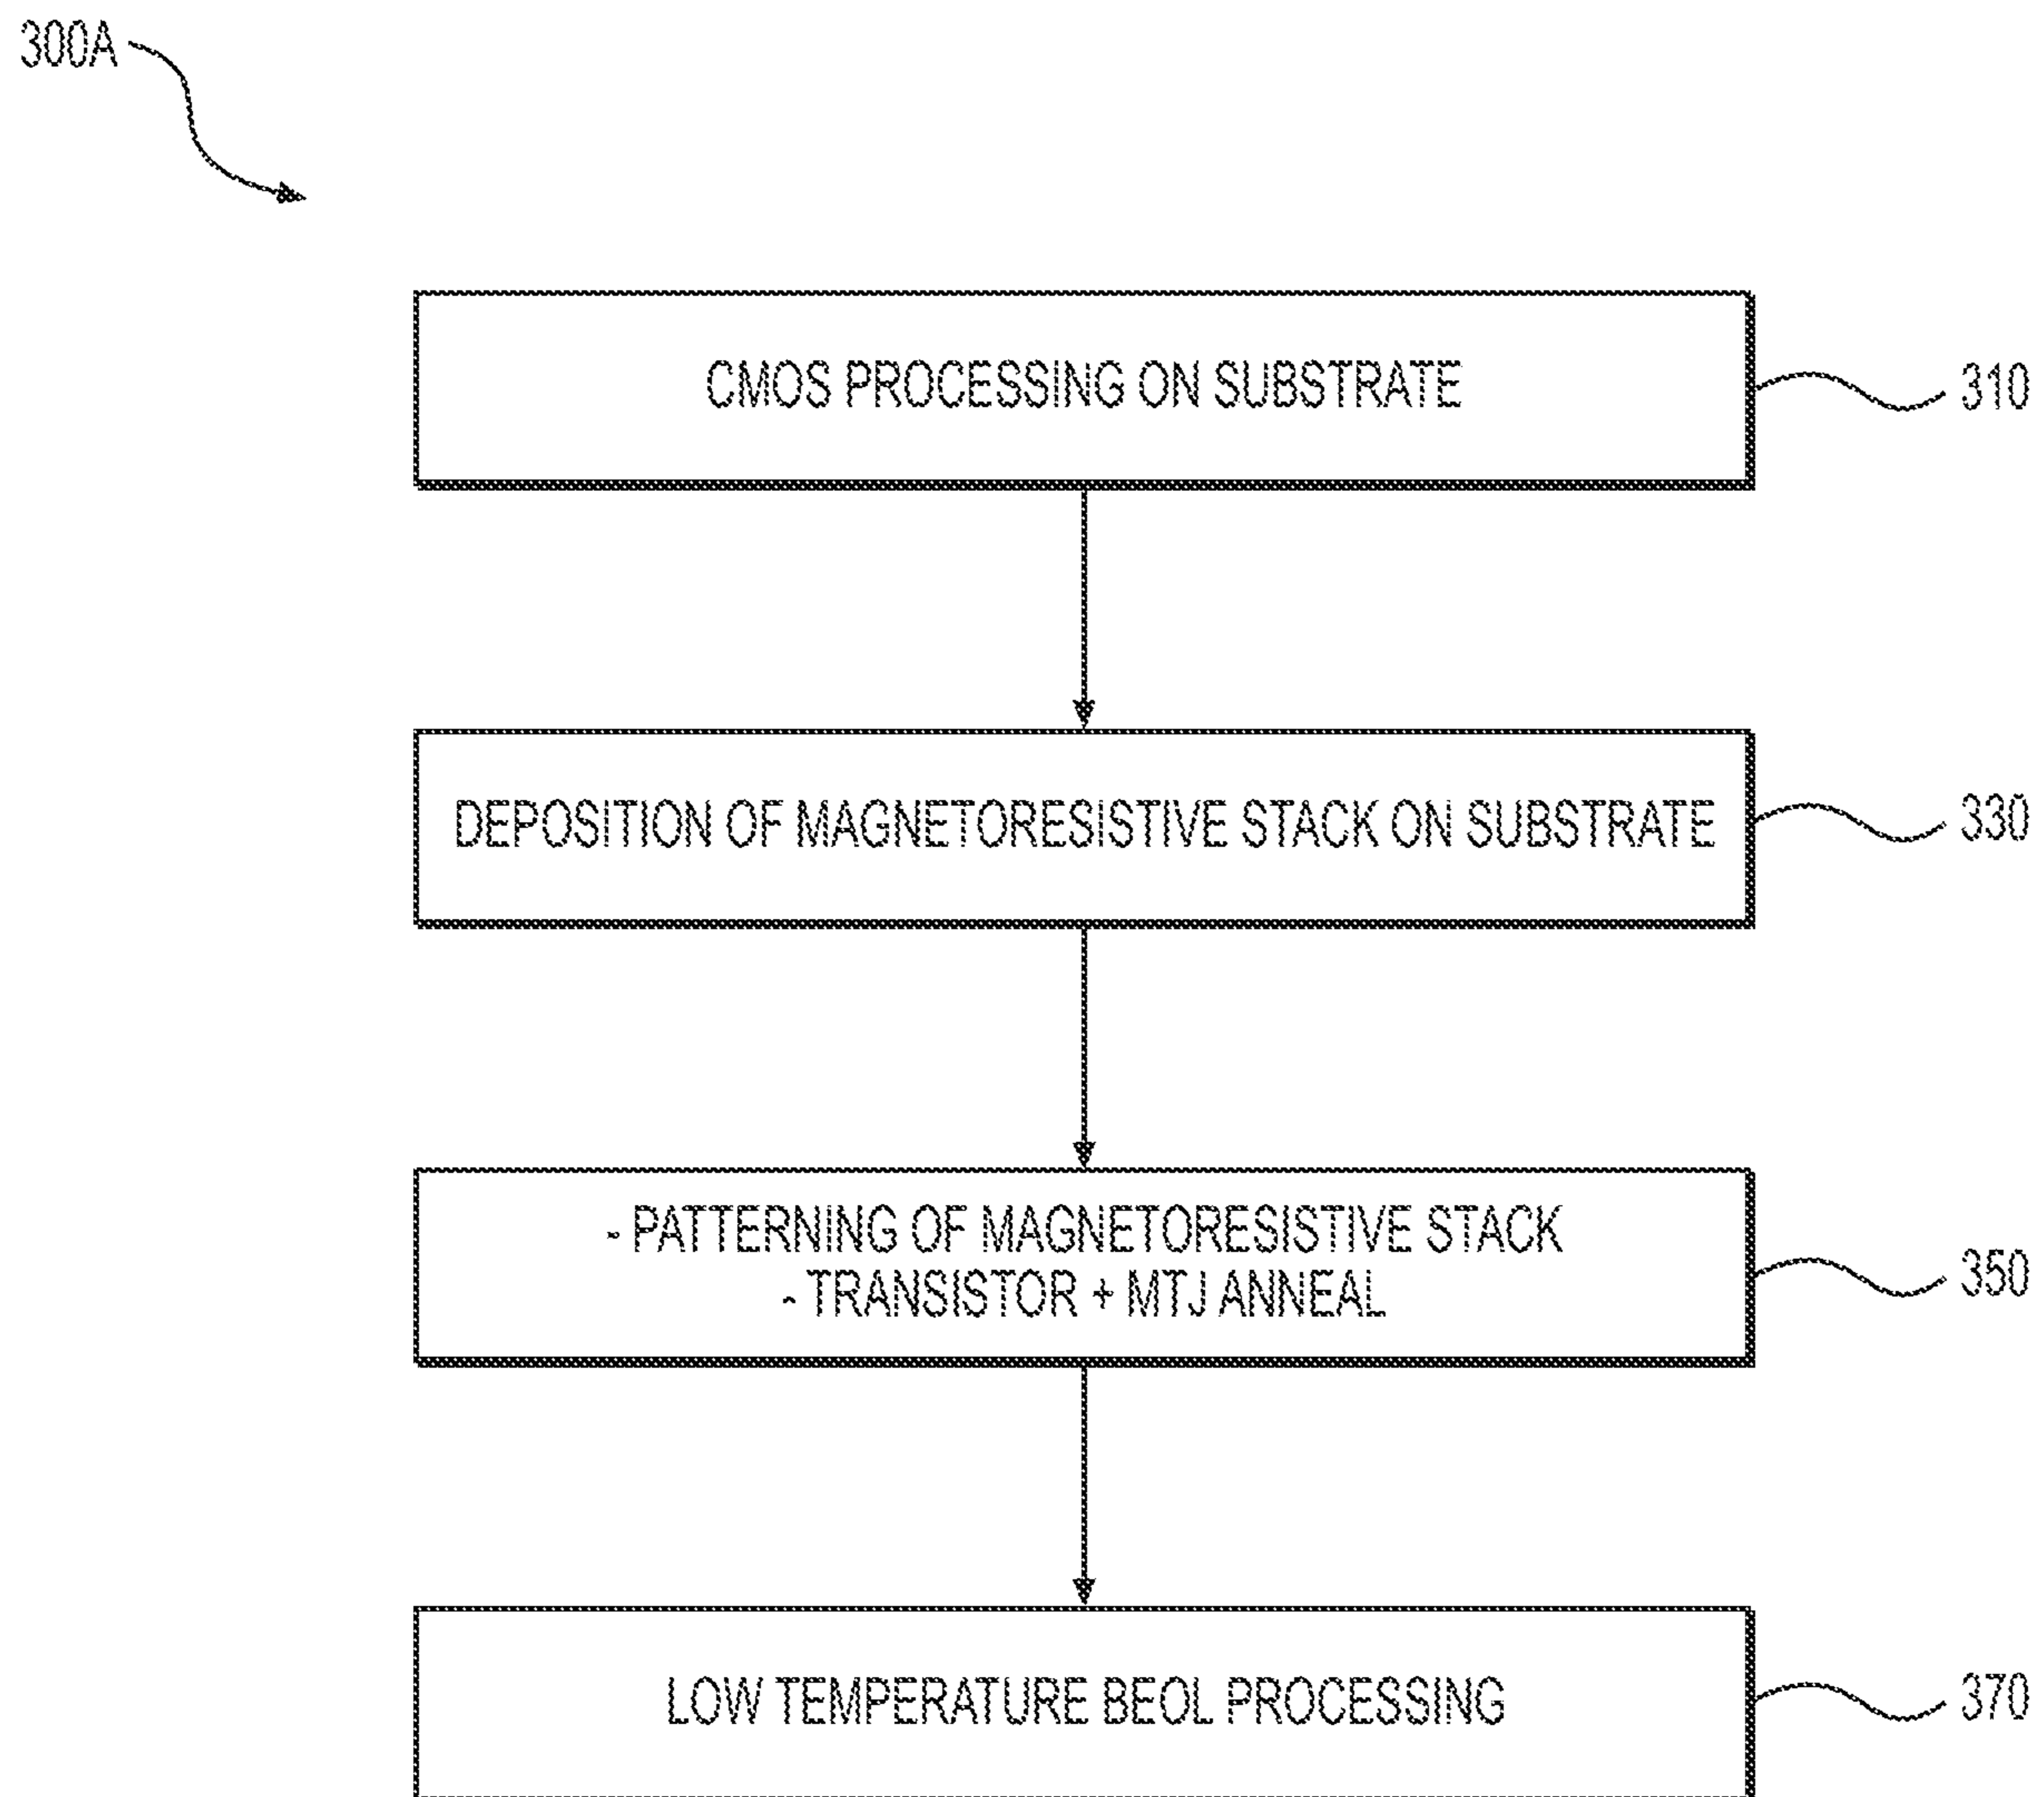 300A
CMOS PROCESSING ON SUBSTRATE
310
DEPOSITION OF MAGNETORESISTIVE STACK ON SUBSTRATE
330
- PATTERNING OF MAGNETORESISTIVE STACK
- TRANSISTOR + MTJ ANNEAL
350
LOW TEMPERATURE BEOL PROCESSING
370